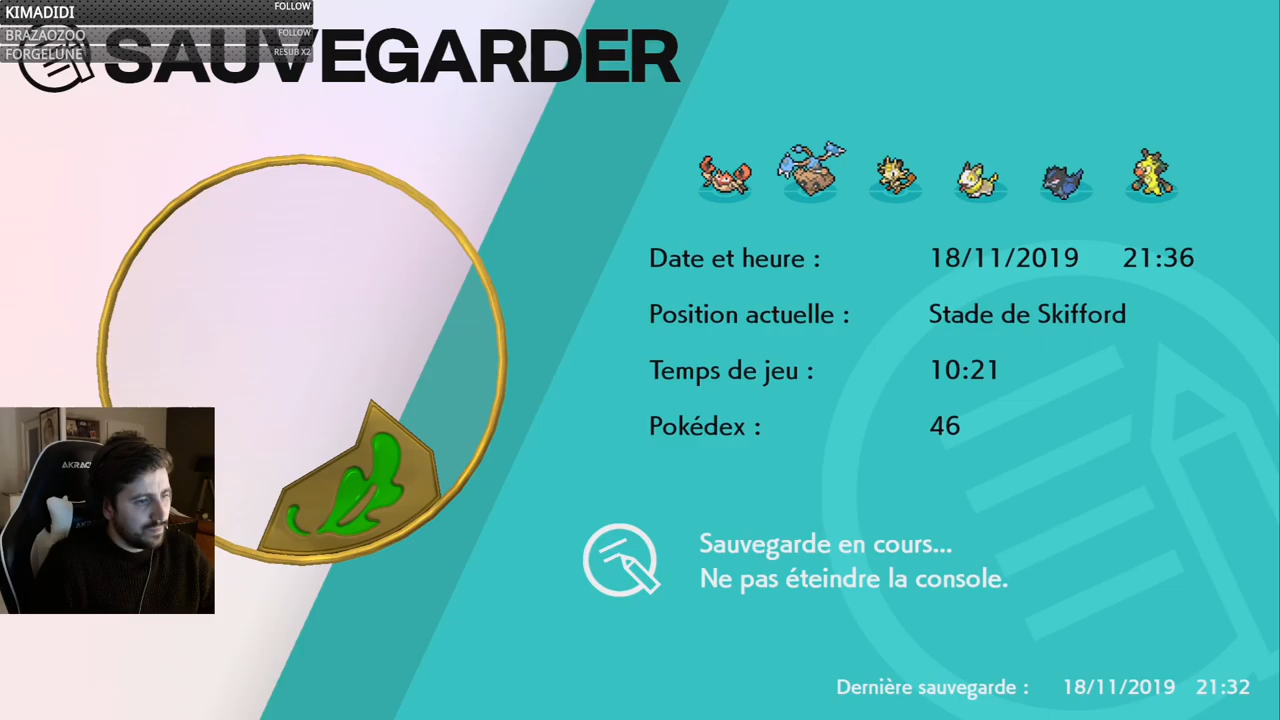 KIMADIDI FOLLOW
BRAZAOZOO FOLLOW
FORGELUNE RESUB X2
SAUVEGARDER
Date et heure : 18/11/2019 21:36
Position actuelle : Stade de Skifford
Temps de jeu : 10:21
Pokédex : 46
AKRAC
Sauvegarde en cours...
Ne pas éteindre la console.
Dernière sauvegarde : 18/11/2019 21:32